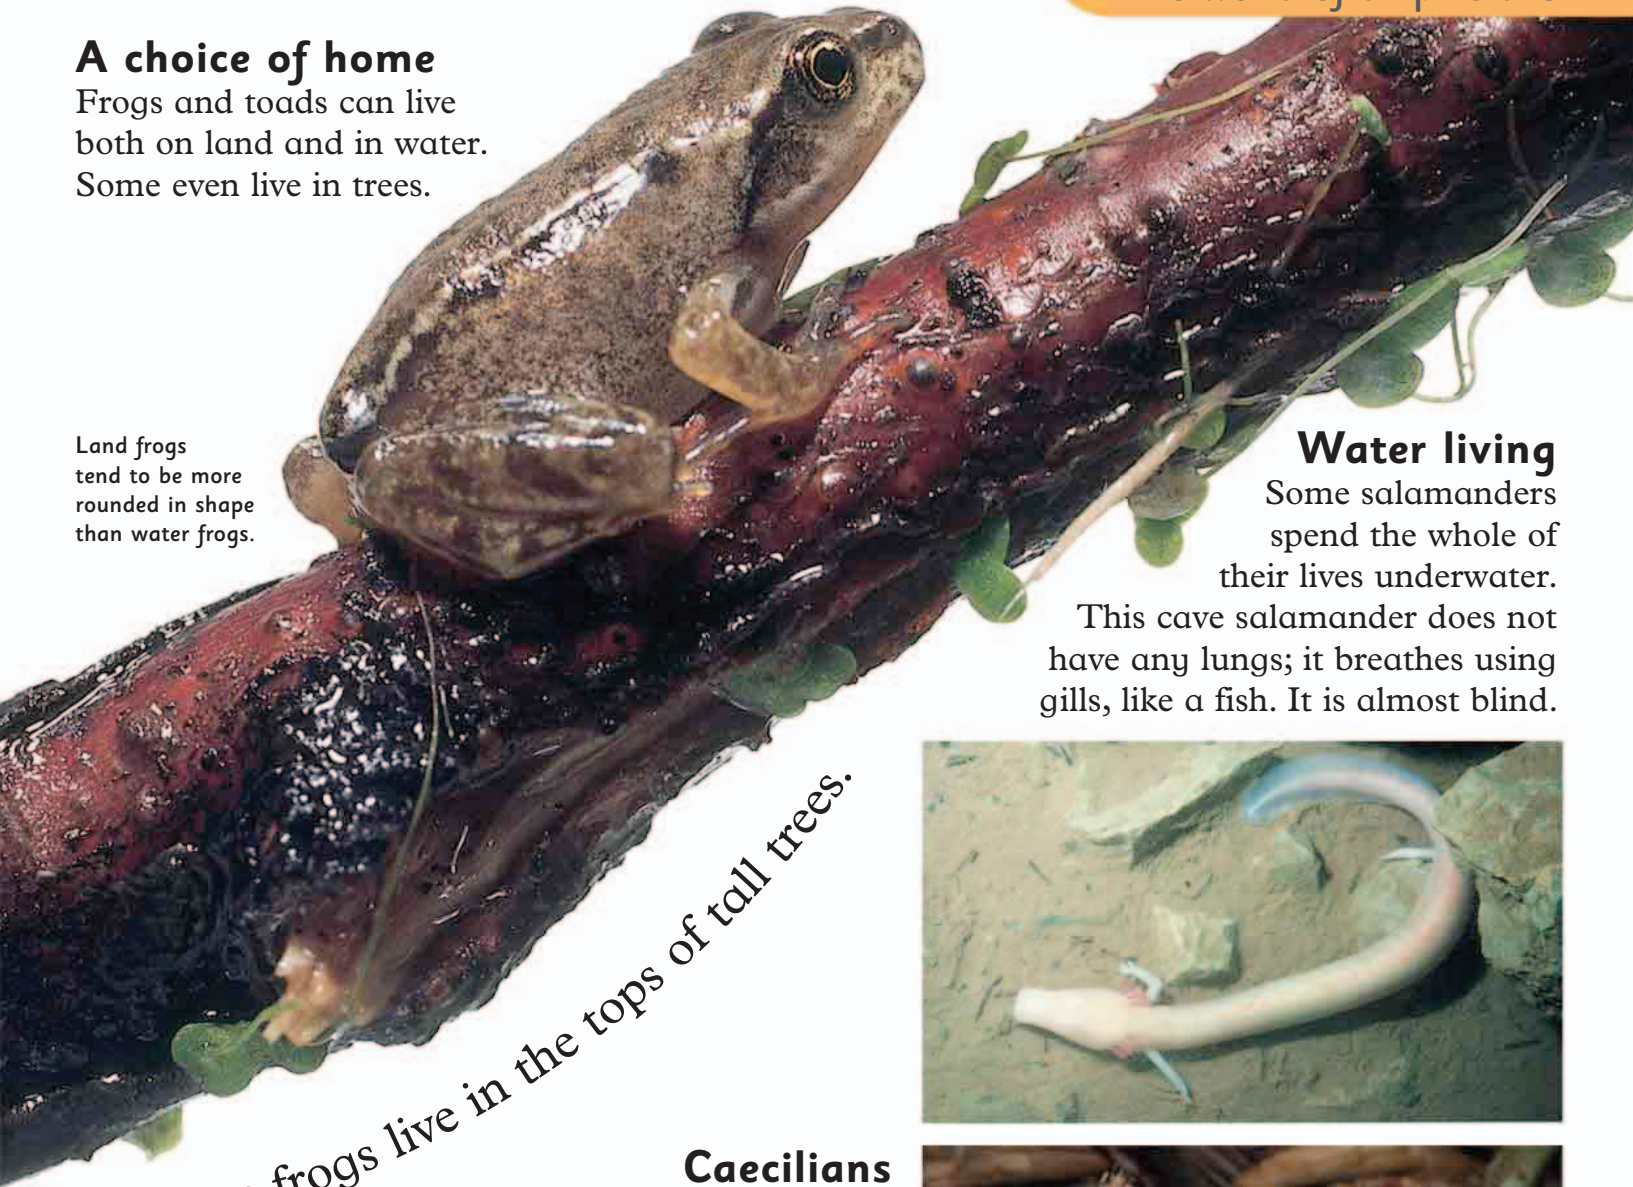 A choice of home
Frogs and toads can live
both on land and in water.
Some even live in trees.
Land frogs
tend to be more
rounded in shape
than water frogs.
Water living
Some salamanders
spend the whole of
their lives underwater.
This cave salamander does not
have any lungs; it breathes using
gills, like a fish. It is almost blind.
frogs live in the tops of tall trees.
Caecilians